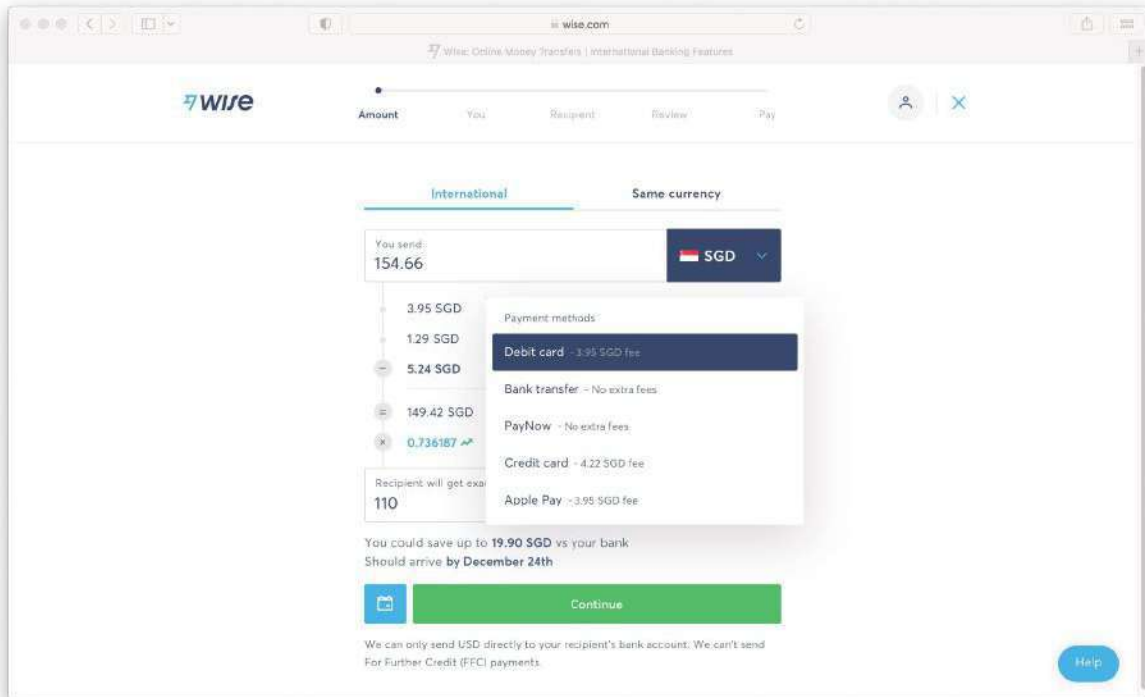 wise.com
Wise: Online Money Transfers | International Banking Features
wise
Amount
You
Recipient
Review
Pay
International
Same currency
You send
154.66
SGD
3.95 SGD
1.29 SGD
5.24 SGD
149.42 SGD
0.736187
Payment methods
Debit card - 3.95 SGD fee
Bank transfer - No extra fees
PayNow - No extra fees
Credit card - 4.22 SGD fee
Apple Pay - 3.95 SGD fee
Recipient will get exa
110
You could save up to 19.90 SGD vs your bank
Should arrive by December 24th
Continue
We can only send USD directly to your recipient's bank account. We can't send
For Further Credit (FFC) payments.
Help